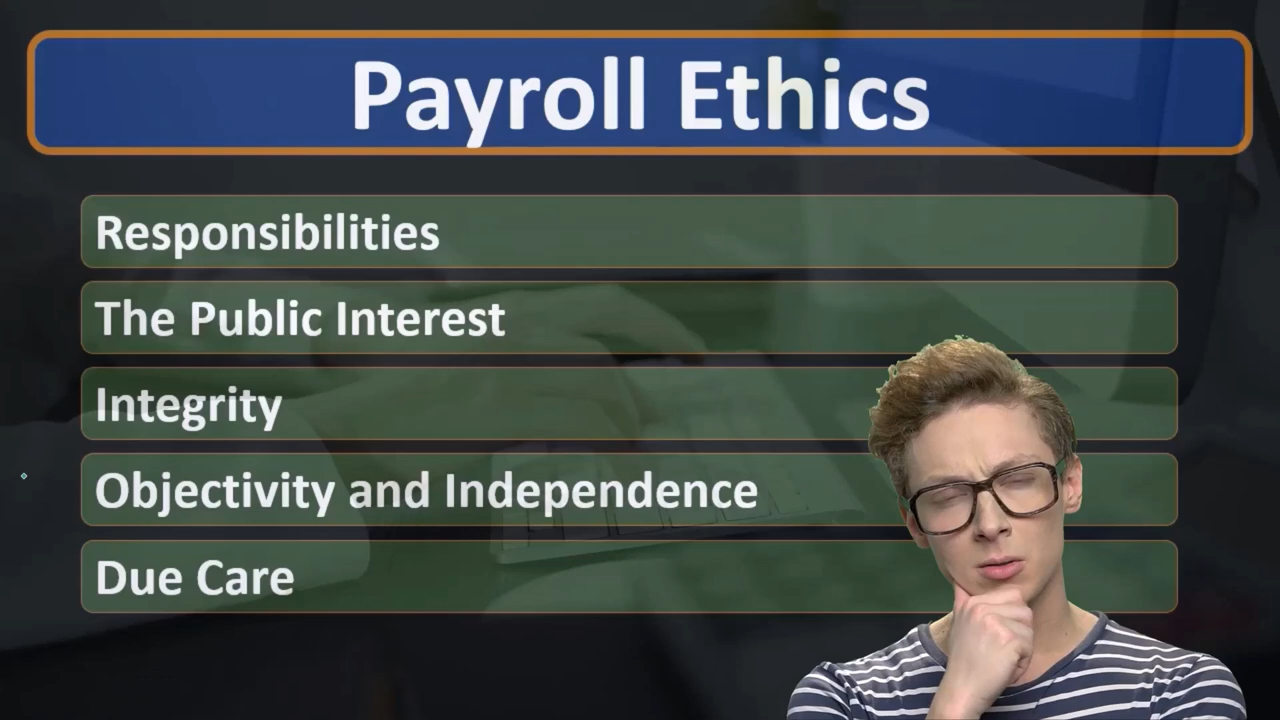 Payroll Ethics
Responsibilities
The Public Interest
Integrity
Objectivity and Independence
Due Care